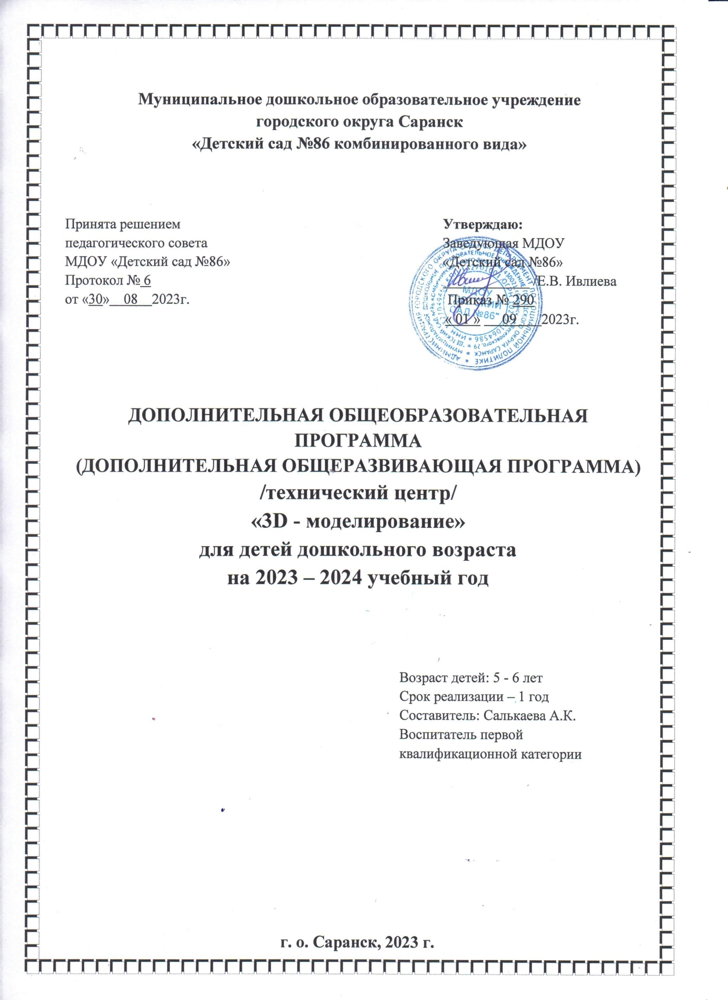 Муниципальное дошкольное образовательное учреждение
городского округа Саранск
«Детский сад №86 комбинированного вида»
Принята решением
педагогического совета
МДОУ «Детский сад №86»
Протокол № 6
от «30» 08 2023г.
Утверждаю:
Заведующая МДОУ
«Детский сад №86»
/Е.В. Ивлиева
Приказ № 290
« 01 » 09 2023г.
МДОУ
"ДЕТСКИЙ
САД №86"
ДОПОЛНИТЕЛЬНАЯ ОБЩЕОБРАЗОВАТЕЛЬНАЯ
ПРОГРАММА
(ДОПОЛНИТЕЛЬНАЯ ОБЩЕРАЗВИВАЮЩАЯ ПРОГРАММА)
/технический центр/
«3D - моделирование»
для детей дошкольного возраста
на 2023 – 2024 учебный год
Возраст детей: 5 - 6 лет
Срок реализации – 1 год
Составитель: Салькаева А.К.
Воспитатель первой
квалификационной категории
г. о. Саранск, 2023 г.